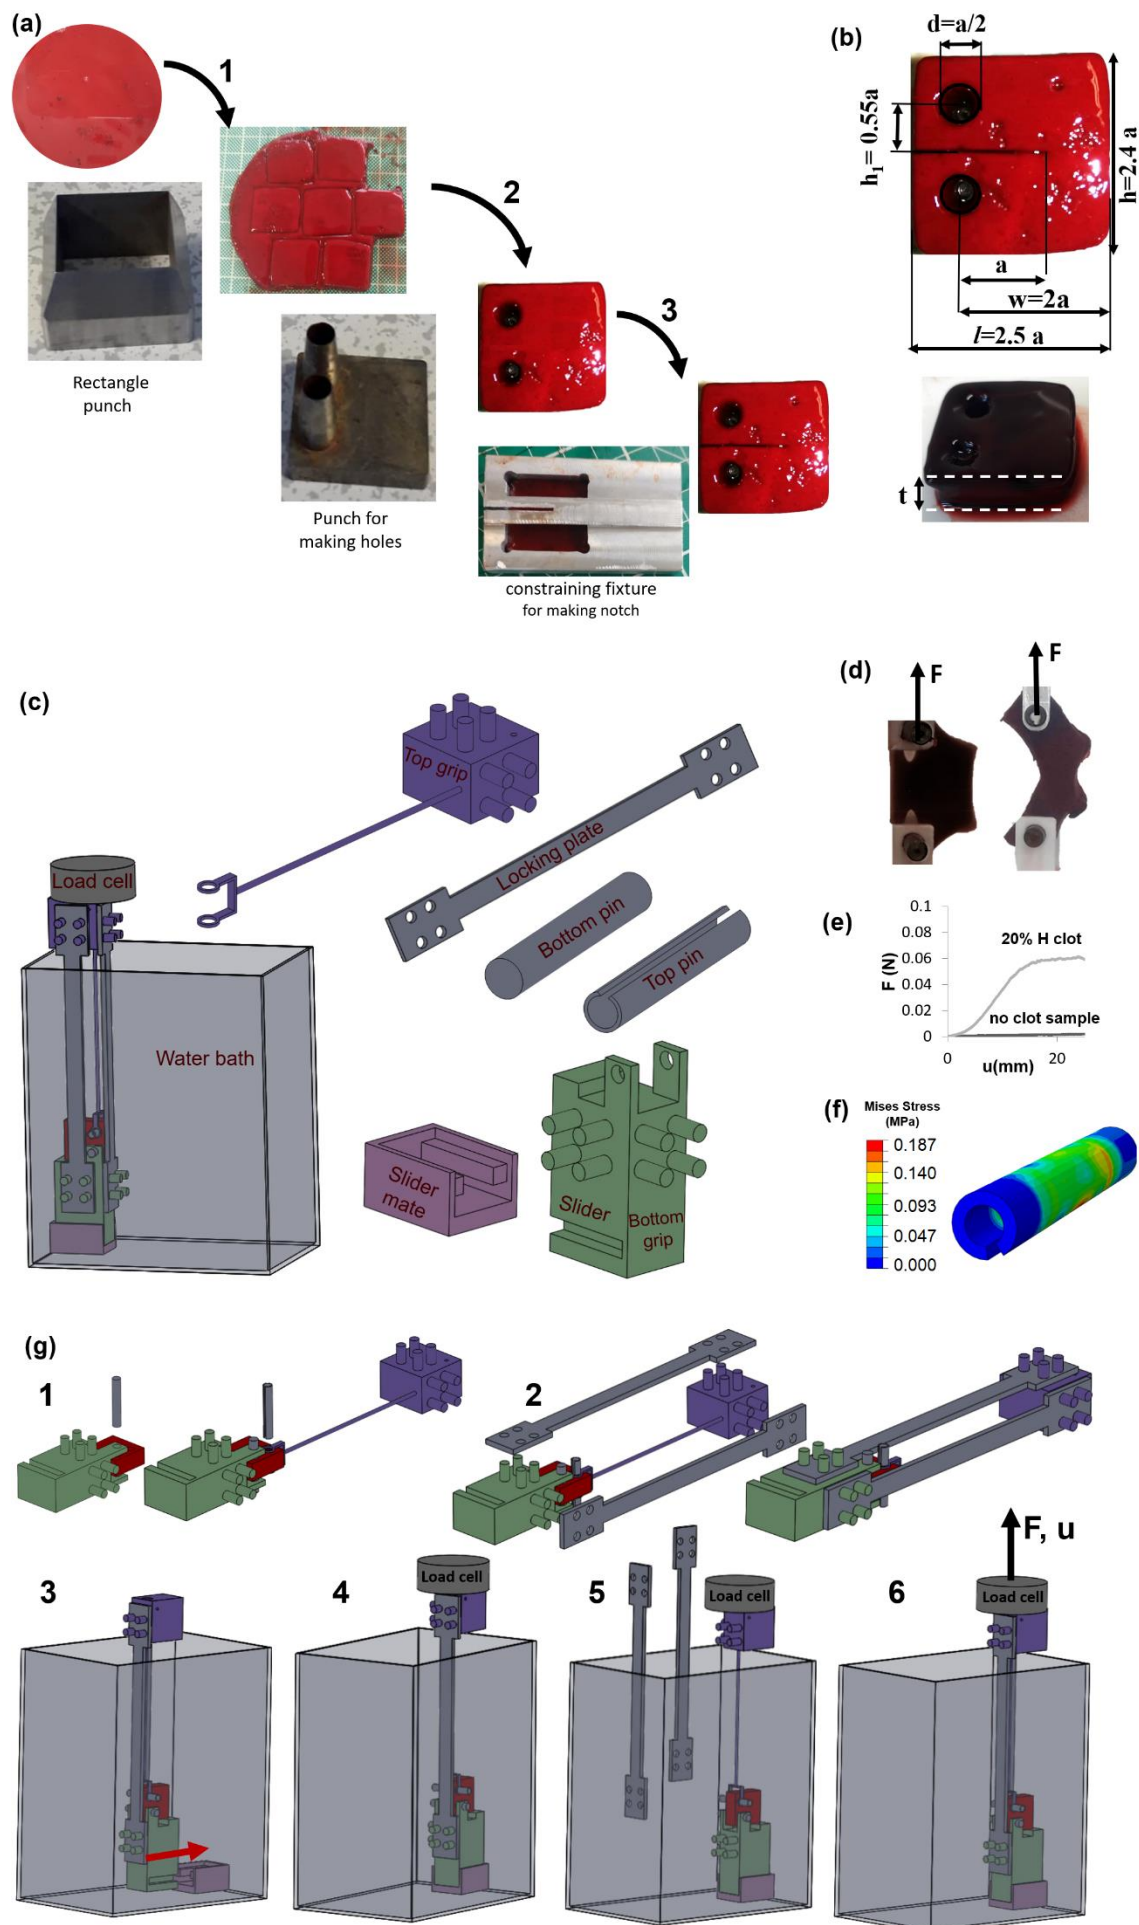 (a)
1
2
3
Rectangle
punch
Punch for
making holes
constraining fixture
for making notch
(b)
d=a/2
h₁= 0.55a
h=2.4 a
a
w=2a
l=2.5 a
t
(c)
Top grip
Locking plate
Load cell
Bottom pin
Top pin
Water bath
Slider
mate
Slider
Bottom
grip
(d)
F
F
(e)
0.1
0.08
0.06
0.04
0.02
0
F (N)
20% H clot
no clot sample
0
20
u(mm)
(f)
Mises Stress
(MPa)
0.187
0.140
0.093
0.047
0.000
(g)
1
2
3
4
Load cell
5
Load cell
6
F, u
Load cell